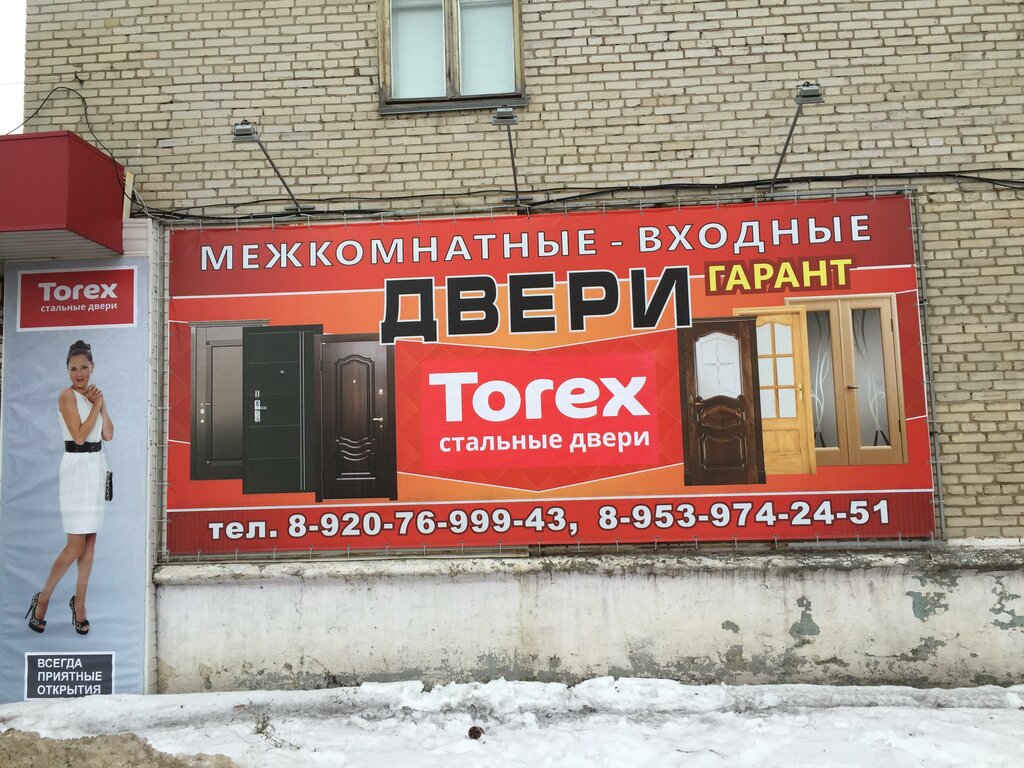 МЕЖКОМНАТНЫЕ - ВХОДНЫЕ
ДВЕРИ ГАРАНТ
Torex
стальные двери
тел. 8-920-76-999-43, 8-953-974-24-51
Torex
стальные двери
ВСЕГДА
ПРИЯТНЫЕ
ОТКРЫТИЯ